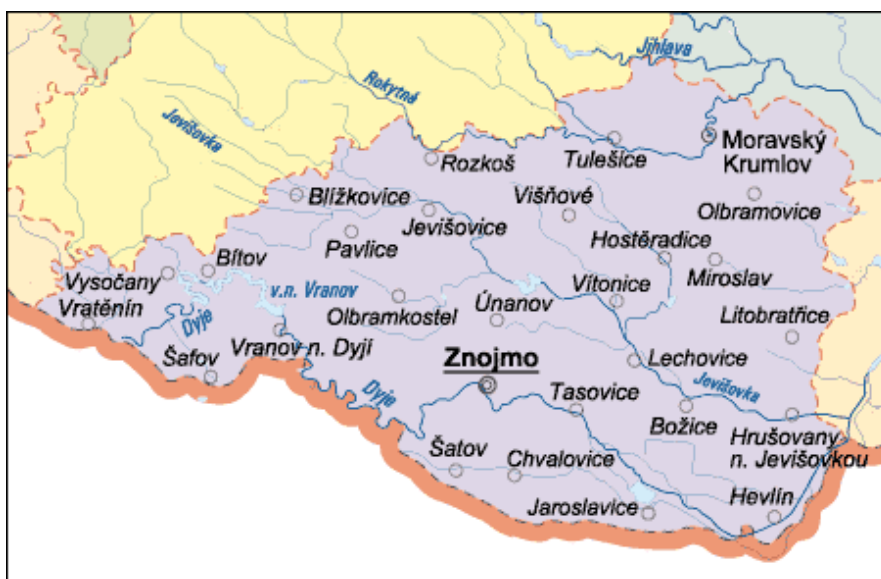 Jihlava
Rokytná
Jevišovka
Rozkoš
Tulešice
Moravský
Krumlov
Blížkovice
Jevišovice
Višňové
Olbramovice
Pavlice
Hostěradice
Bítov
Vysočany
v.n. Vranov
Miroslav
Vratěnín
Dyje
Olbramkostel
Únanov
Vítonice
Litobratřice
Šafov
Vranov n. Dyjí
Znojmo
Lechovice
Dyje
Tasovice
Jevišovka
Božice
Hrušovany
n. Jevišovkou
Šatov
Chvalovice
Jaroslavice
Hevlín